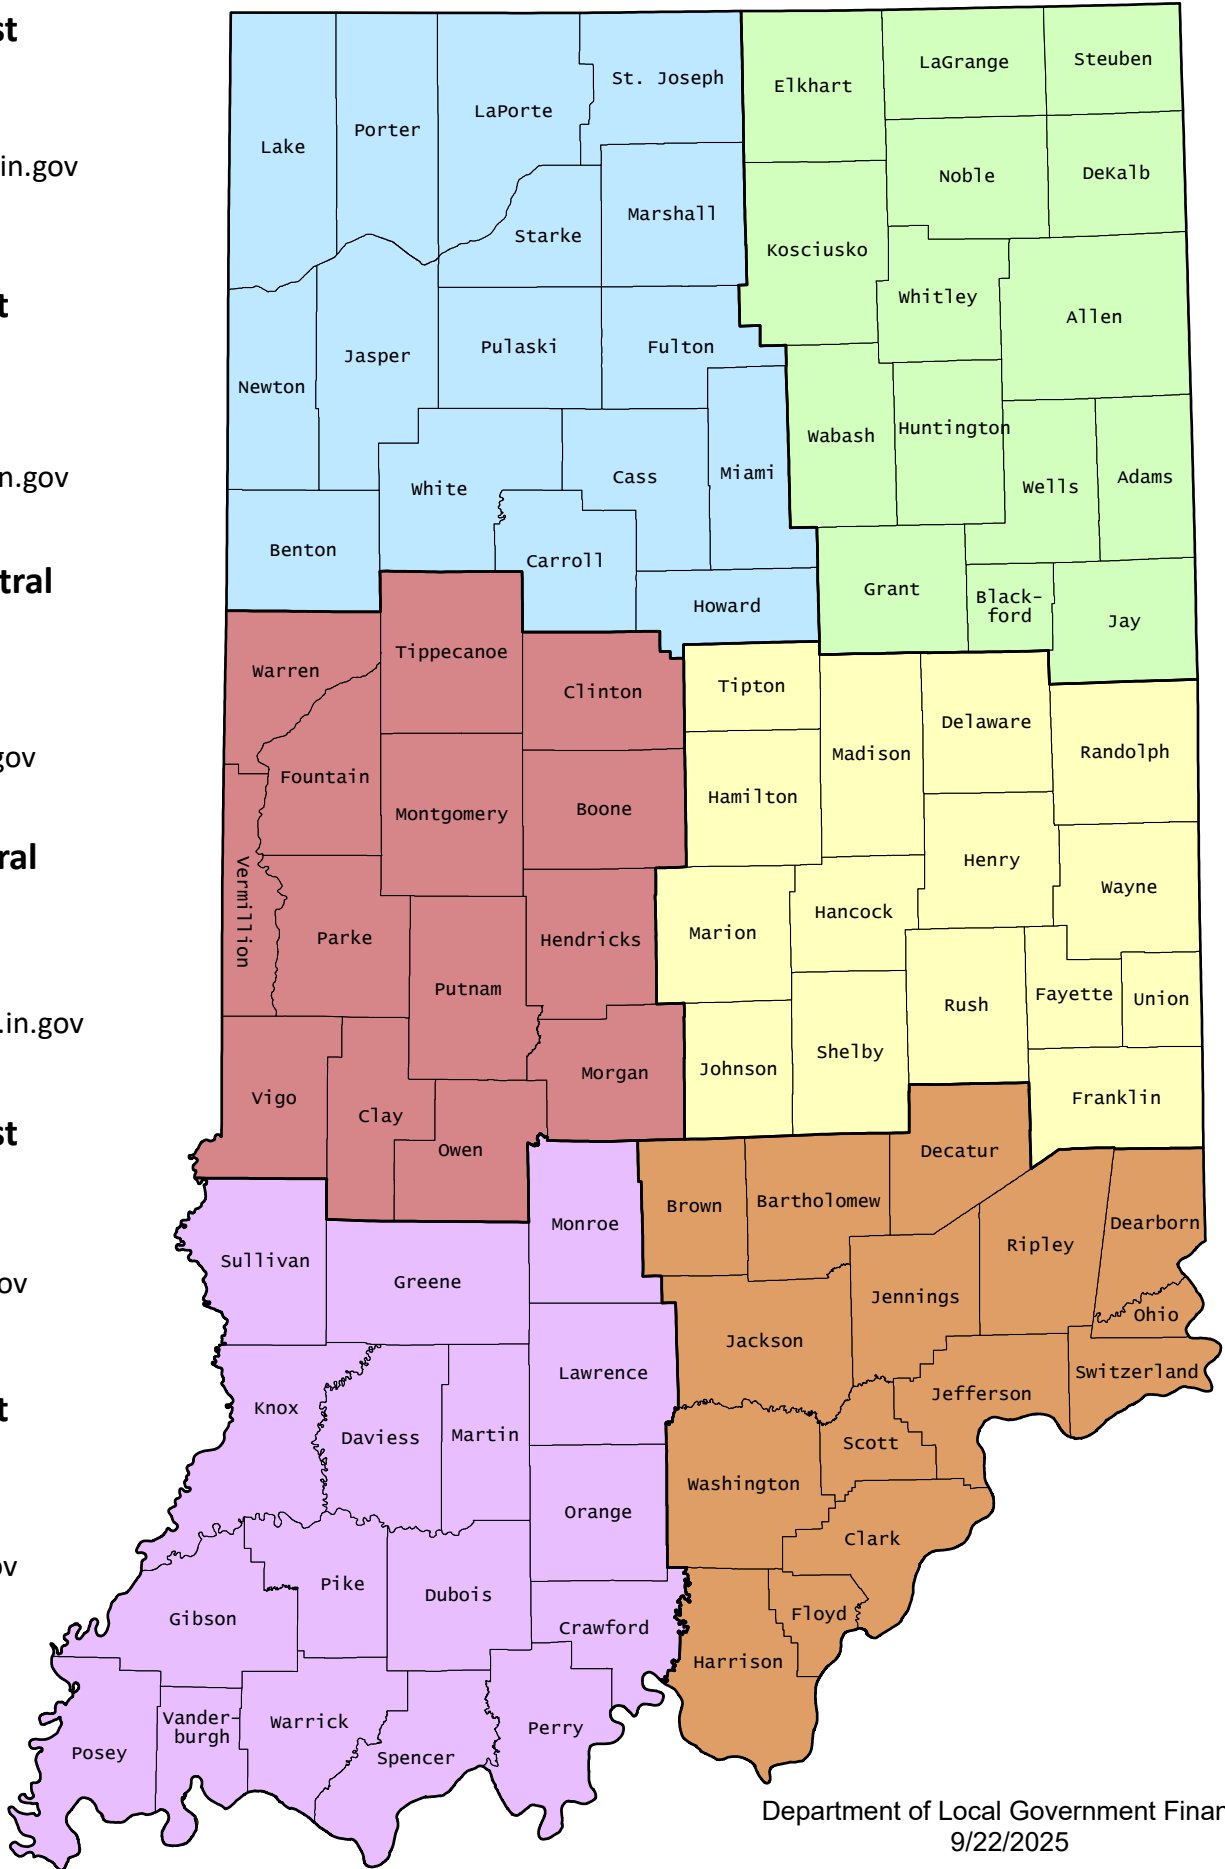 st
in.gov
t
n.gov
tral
gov
ral
.in.gov
st
ov
t
ov
Lake
Porter
LaPorte
St. Joseph
Elkhart
LaGrange
Steuben
Noble
DeKalb
Marshall
Starke
Kosciusko
Whitley
Allen
Newton
Jasper
Pulaski
Fulton
Wabash
Huntington
Wells
Adams
White
Cass
Miami
Benton
Carroll
Howard
Grant
Black-
ford
Jay
Warren
Tippecanoe
Clinton
Tipton
Madison
Delaware
Randolph
Fountain
Montgomery
Boone
Hamilton
Henry
Wayne
Vermillion
Parke
Putnam
Hendricks
Marion
Hancock
Rush
Fayette
Union
Vigo
Clay
Owen
Morgan
Johnson
Shelby
Franklin
Decatur
Sullivan
Greene
Monroe
Brown
Bartholomew
Ripley
Dearborn
Jennings
Ohio
Jackson
Switzerland
Jefferson
Lawrence
Knox
Daviess
Martin
Scott
Washington
Orange
Clark
Gibson
Pike
Dubois
Crawford
Floyd
Harrison
Posey
Vander-
burgh
Warrick
Spencer
Perry
Department of Local Government Finan
9/22/2025